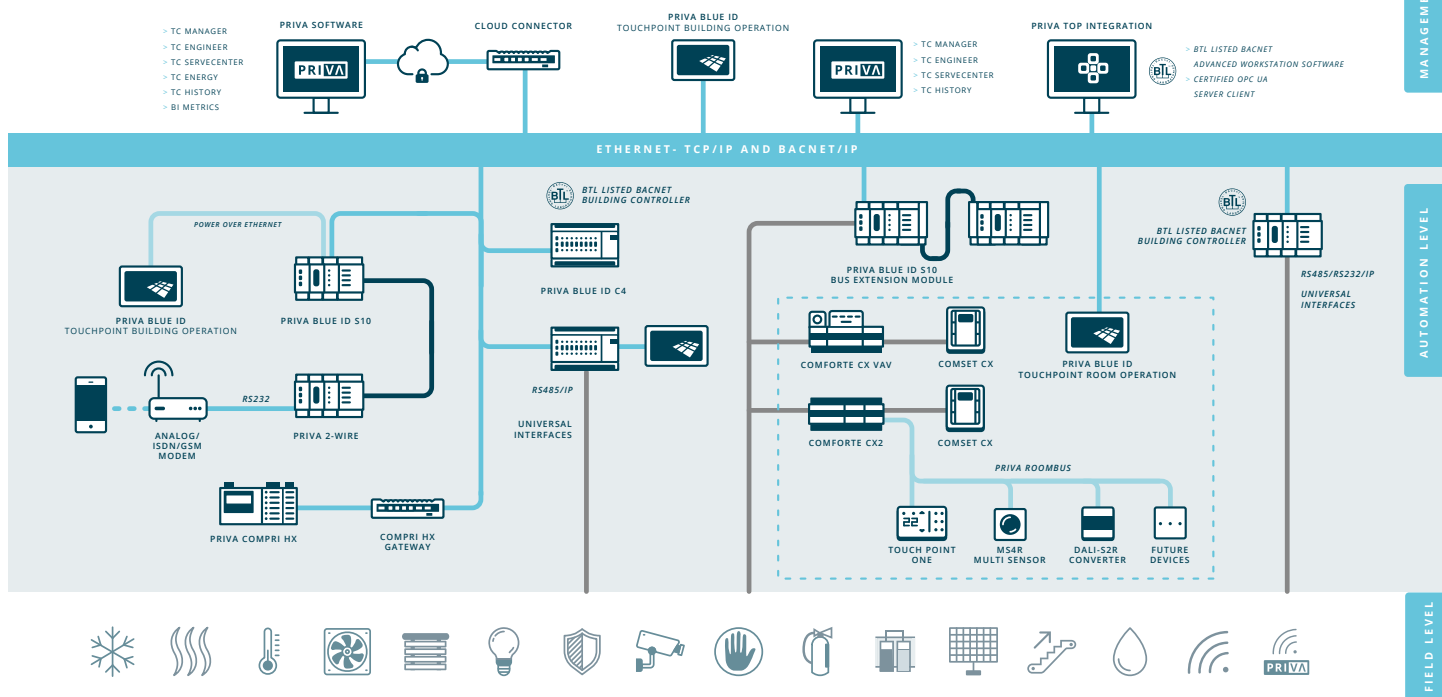 PRIVA SOFTWARE
> TC MANAGER
> TC ENGINEER
> TC SERVECENTER
> TC ENERGY
> TC HISTORY
> BI METRICS
PRIVA
CLOUD CONNECTOR
PRIVA BLUE ID
TOUCHPOINT BUILDING OPERATION
PRIVA
> TC MANAGER
> TC ENGINEER
> TC SERVECENTER
> TC HISTORY
PRIVA TOP INTEGRATION
BTL
> BTL LISTED BACNET
ADVANCED WORKSTATION SOFTWARE
> CERTIFIED OPC UA
SERVER CLIENT
ETHERNET- TCP/IP AND BACNET/IP
POWER OVER ETHERNET
PRIVA BLUE ID
TOUCHPOINT BUILDING OPERATION
PRIVA BLUE ID S10
RS232
ANALOG/
ISDN/GSM
MODEM
PRIVA 2-WIRE
PRIVA COMPRI HX
COMPRI HX
GATEWAY
BTL
BTL LISTED BACNET
BUILDING CONTROLLER
PRIVA BLUE ID C4
RS485/IP
UNIVERSAL
INTERFACES
PRIVA BLUE ID S10
BUS EXTENSION MODULE
COMFORTE CX VAV
COMSET CX
PRIVA BLUE ID
TOUCHPOINT ROOM OPERATION
COMFORTE CX2
COMSET CX
PRIVA ROOMBUS
22
TOUCH POINT
ONE
MS4R
MULTI SENSOR
DALI-S2R
CONVERTER
FUTURE
DEVICES
BTL
BTL LISTED BACNET
BUILDING CONTROLLER
RS485/RS232/IP
UNIVERSAL
INTERFACES
AUTOMATION LEVEL
FIELD LEVEL
PRIVA